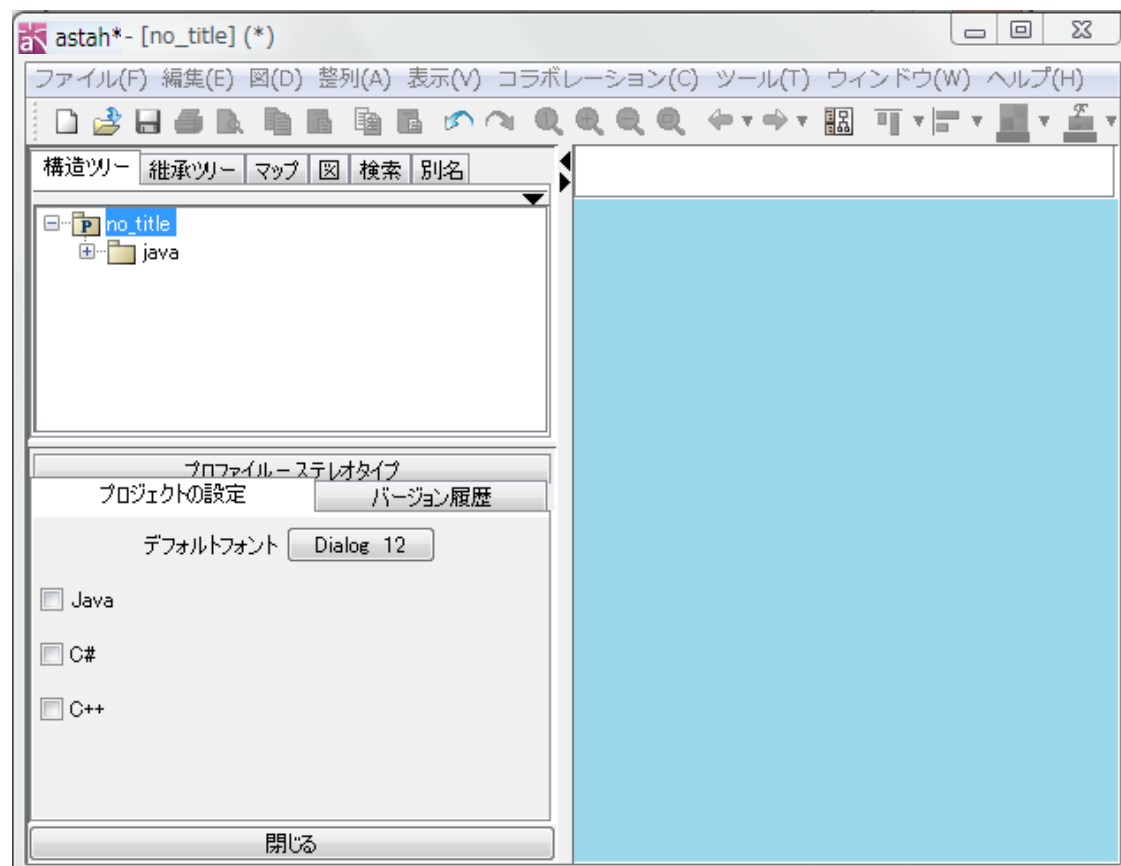 astah*- [no_title] (*)
ファイル(F) 編集(E) 図(D) 整列(A) 表示(V) コラボレーション(C) ツール(T) ウィンドウ(W) ヘルプ(H)
構造ツリー 継承ツリー マップ 図 検索 別名
no_title
java
プロファイル－ステレオタイプ
プロジェクトの設定 バージョン履歴
デフォルトフォント Dialog 12
Java
C#
C++
閉じる